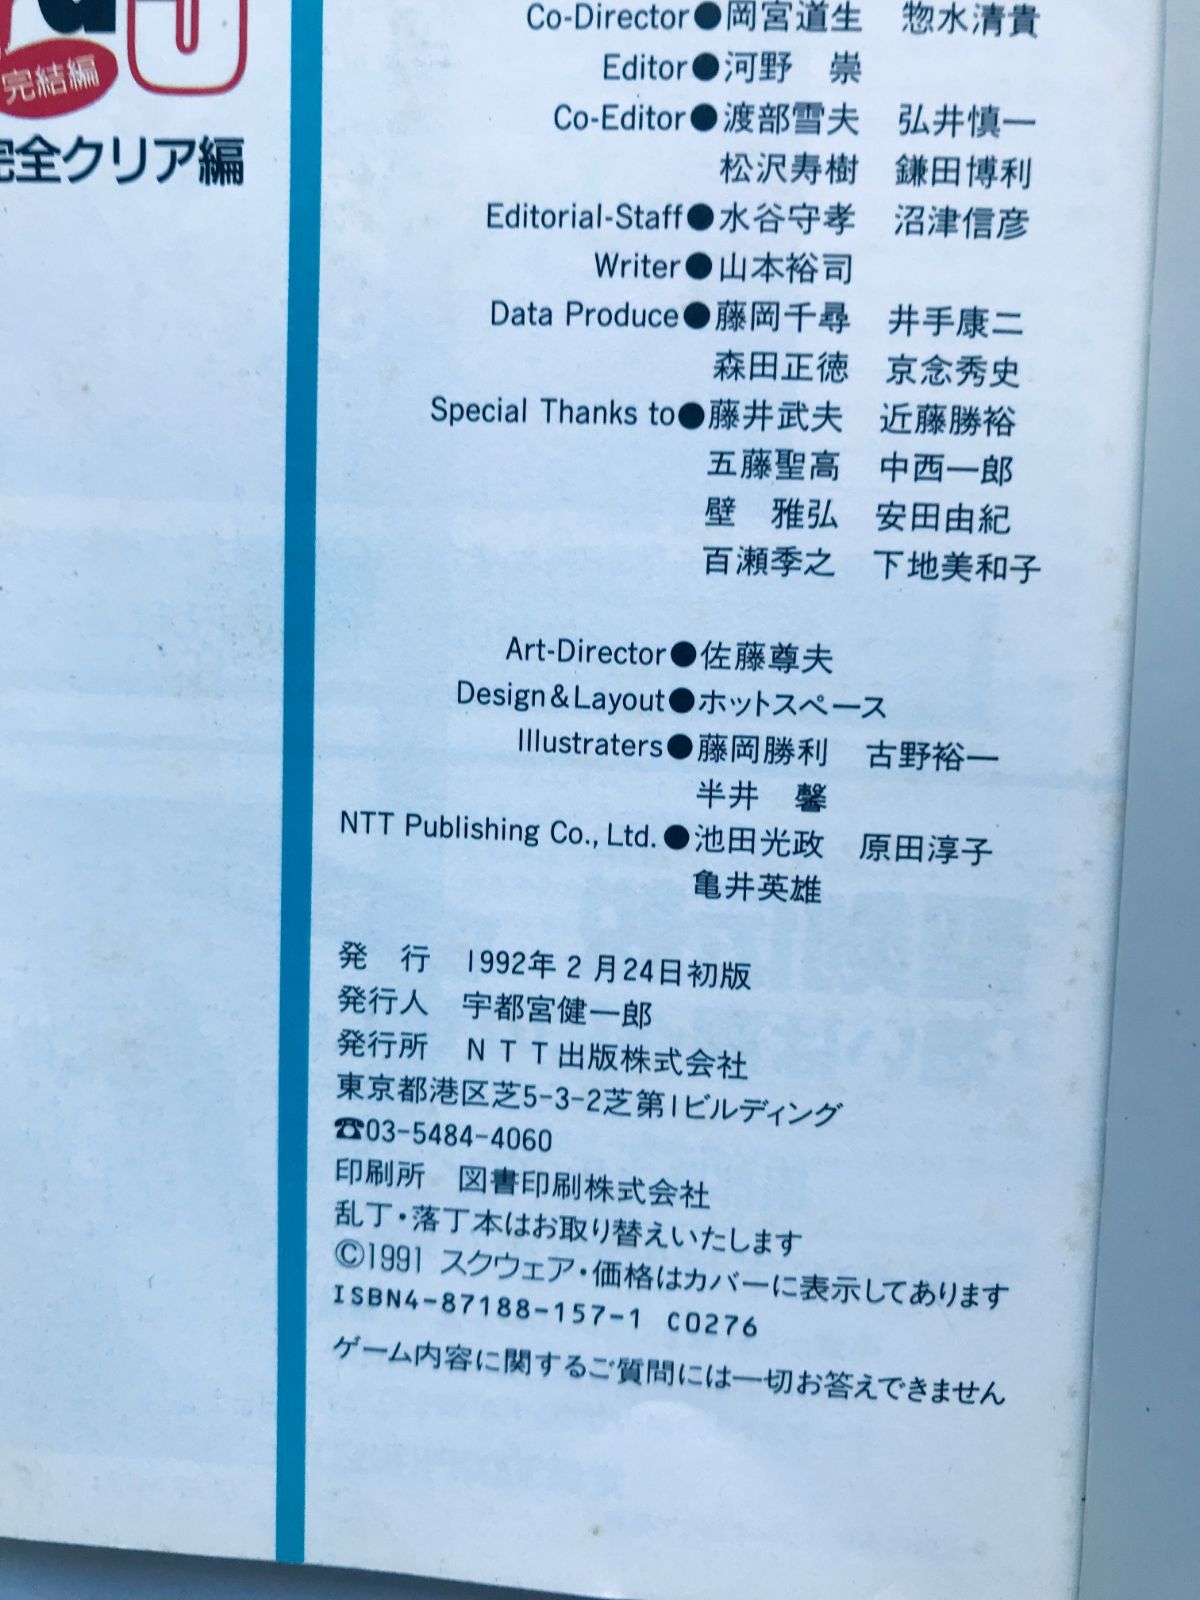 完結編
完全クリア編
Co-Director●岡宮道生 惣水清貴
Editor●河野 崇
Co-Editor●渡部雪夫 弘井慎一
松沢寿樹 鎌田博利
Editorial-Staff●水谷守孝 沼津信彦
Writer●山本裕司
Data Produce●藤岡千尋 井手康二
森田正徳 京念秀史
Special Thanks to●藤井武夫 近藤勝裕
五藤聖高 中西一郎
壁 雅弘 安田由紀
百瀬季之 下地美和子
Art-Director●佐藤尊夫
Design&Layout●ホットスペース
Illustraters●藤岡勝利 古野裕一
半井 馨
NTT Publishing Co., Ltd.●池田光政 原田淳子
亀井英雄
発 行 1992年2月24日初版
発行人 宇都宮健一郎
発行所 NTT出版株式会社
東京都港区芝5-3-2芝第1ビルディング
☎03-5484-4060
印刷所 図書印刷株式会社
乱丁・落丁本はお取り替えいたします
©1991 スクウェア・価格はカバーに表示してあります
ISBN4-87188-157-1 C0276
ゲーム内容に関するご質問には一切お答えできません